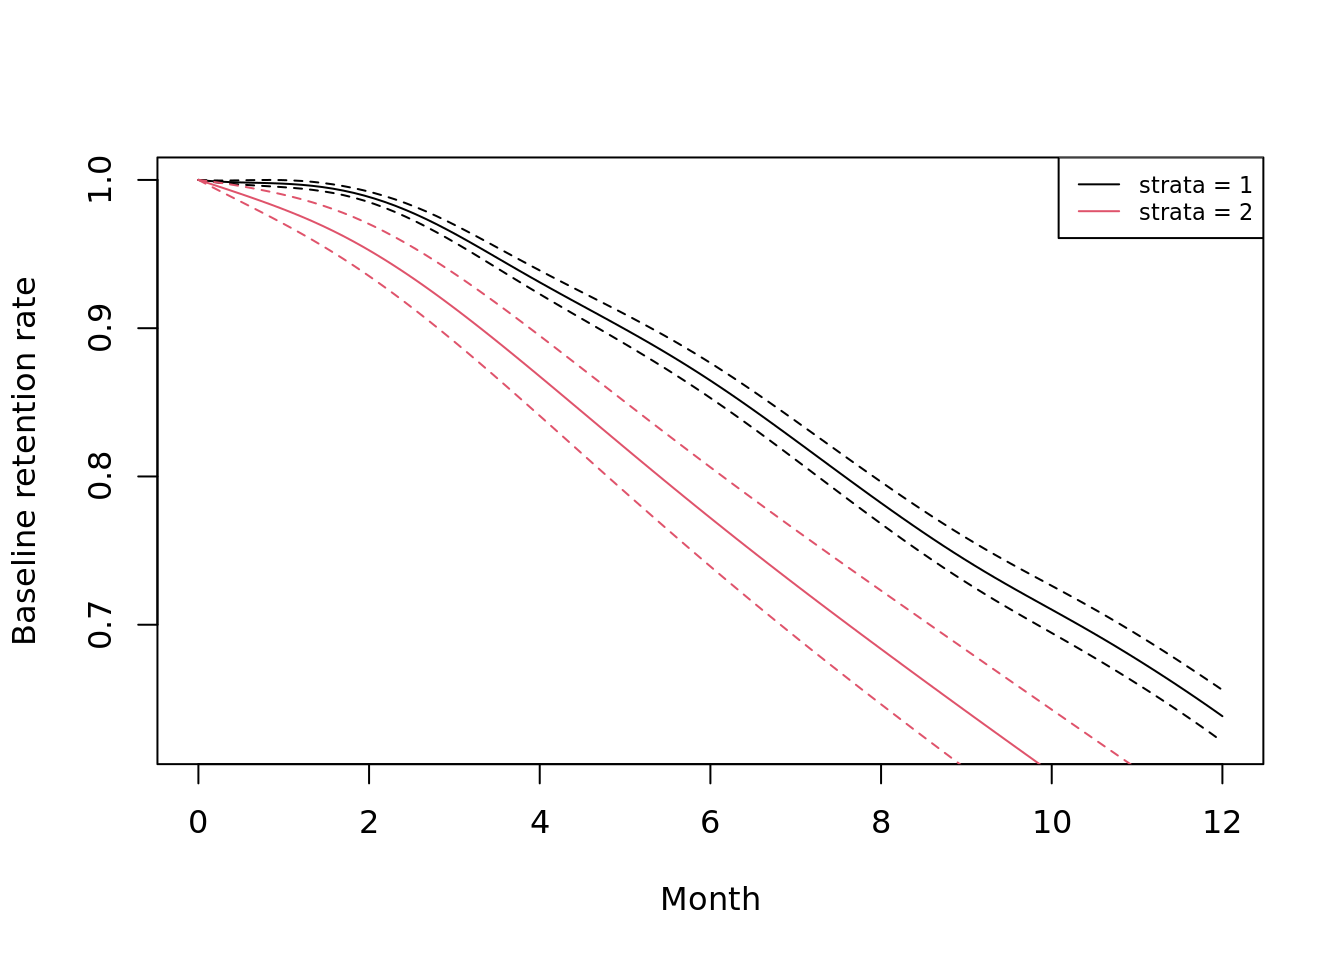 strata = 1
strata = 2
Baseline retention rate
1.0
0.9
0.8
0.7
0 2 4 6 8 10 12
Month